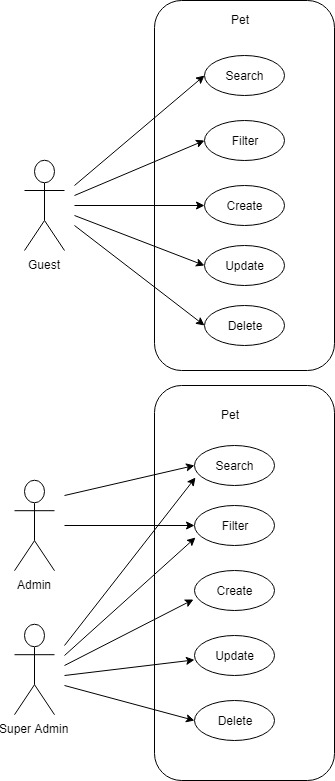 Pet
Search
Filter
Create
Update
Delete
Guest
Pet
Search
Filter
Create
Update
Delete
Admin
Super Admin